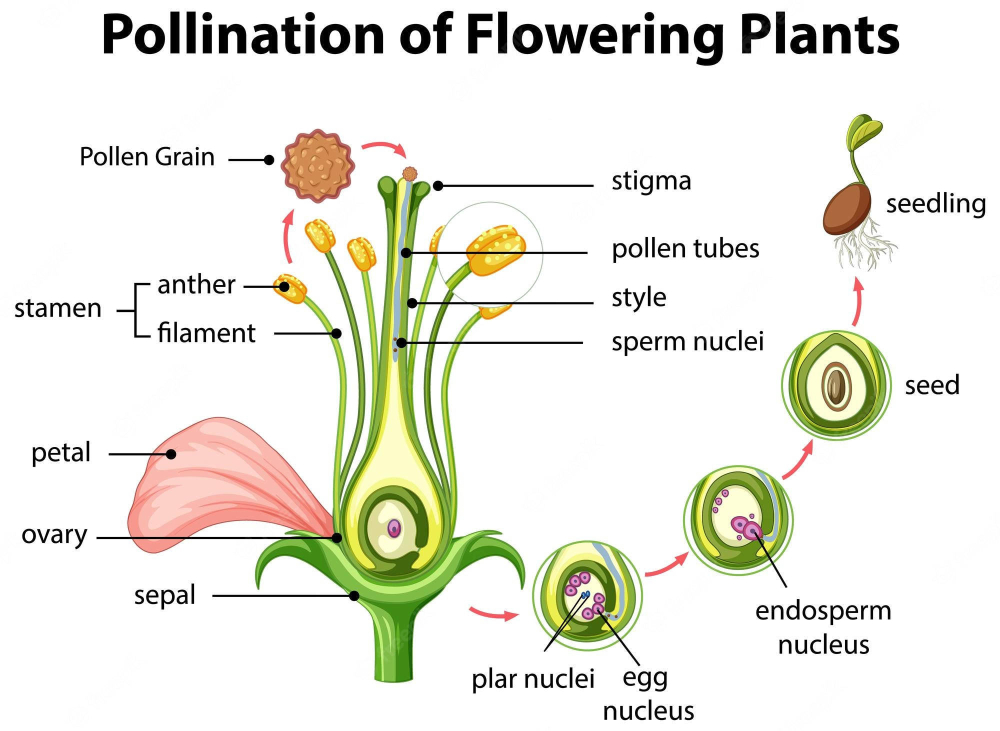 Pollination of Flowering Plants
Pollen Grain
stigma
pollen tubes
style
sperm nuclei
stamen
anther
filament
petal
ovary
sepal
plar nuclei
egg
nucleus
endosperm
nucleus
seed
seedling